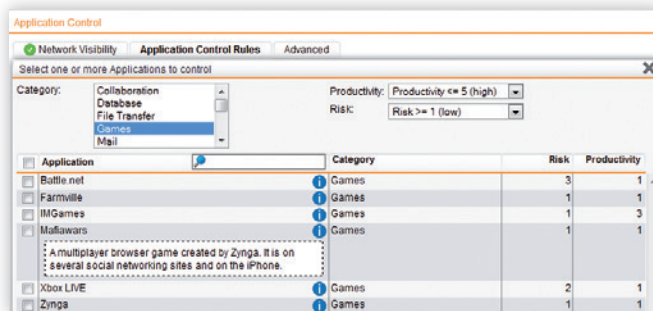 Application Control
Network Visibility Application Control Rules Advanced
Select one or more Applications to control
Category: Collaboration Productivity: Productivity <= 5 (high)
Database
File Transfer Risk: Risk >= 1 (low)
Games
Mail
Application Category Risk Productivity
Battle.net Games 3 1
Farmville Games 1 1
IMGames Games 1 3
Mafiawars Games 1 1
A multiplayer browser game created by Zynga. It is on
several social networking sites and on the iPhone.
Xbox LIVE Games 2 1
Zynga Games 1 1